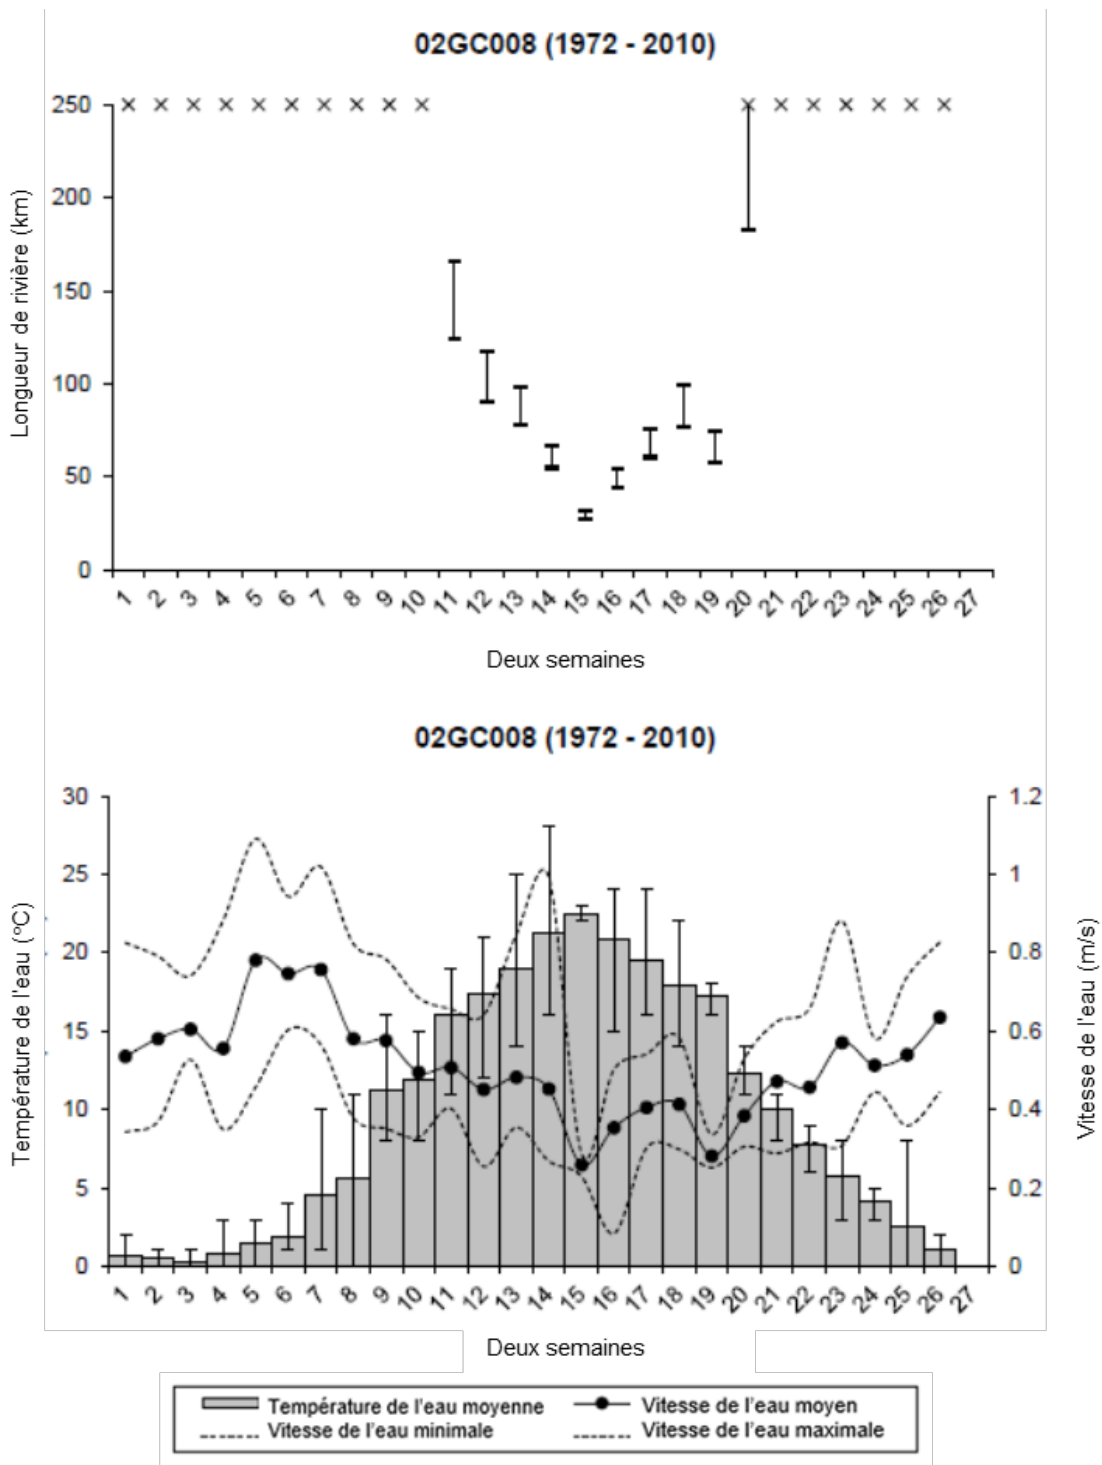 02GC008 (1972 - 2010)
250
200
150
100
50
0
Longueur de rivière (km)
1 2 3 4 5 6 7 8 9 10 11 12 13 14 15 16 17 18 19 20 21 22 23 24 25 26 27
Deux semaines
02GC008 (1972 - 2010)
30
25
20
15
10
5
0
Température de l'eau (°C)
1.2
1
0.8
0.6
0.4
0.2
0
Vitesse de l'eau (m/s)
1 2 3 4 5 6 7 8 9 10 11 12 13 14 15 16 17 18 19 20 21 22 23 24 25 26 27
Deux semaines
Température de l'eau moyenne Vitesse de l'eau moyen
Vitesse de l'eau minimale Vitesse de l'eau maximale